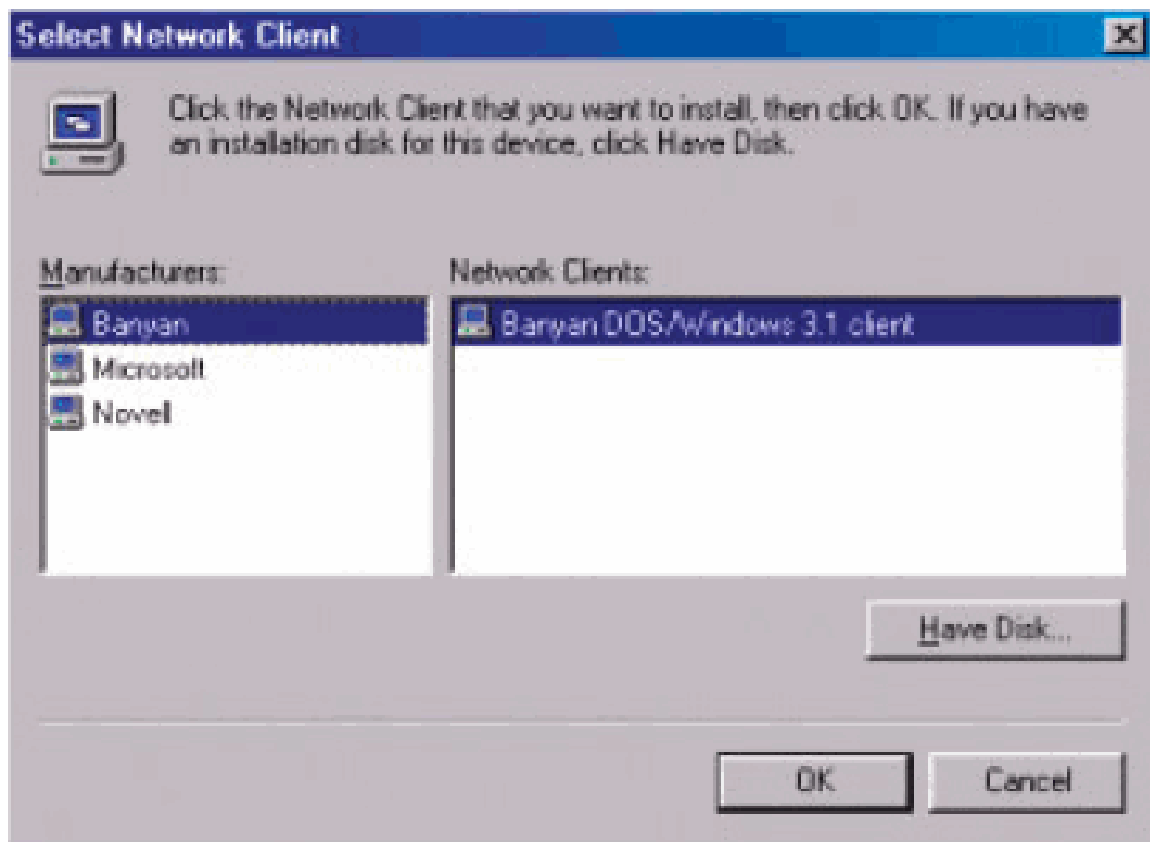 Select Network Client
Click the Network Client that you want to install, then click OK. If you have
an installation disk for this device, click Have Disk.
Manufacturers:
Network Clients:
Banyan
Banyan DOS/Windows 3.1 client
Microsoft
Novell
Have Disk...
OK
Cancel